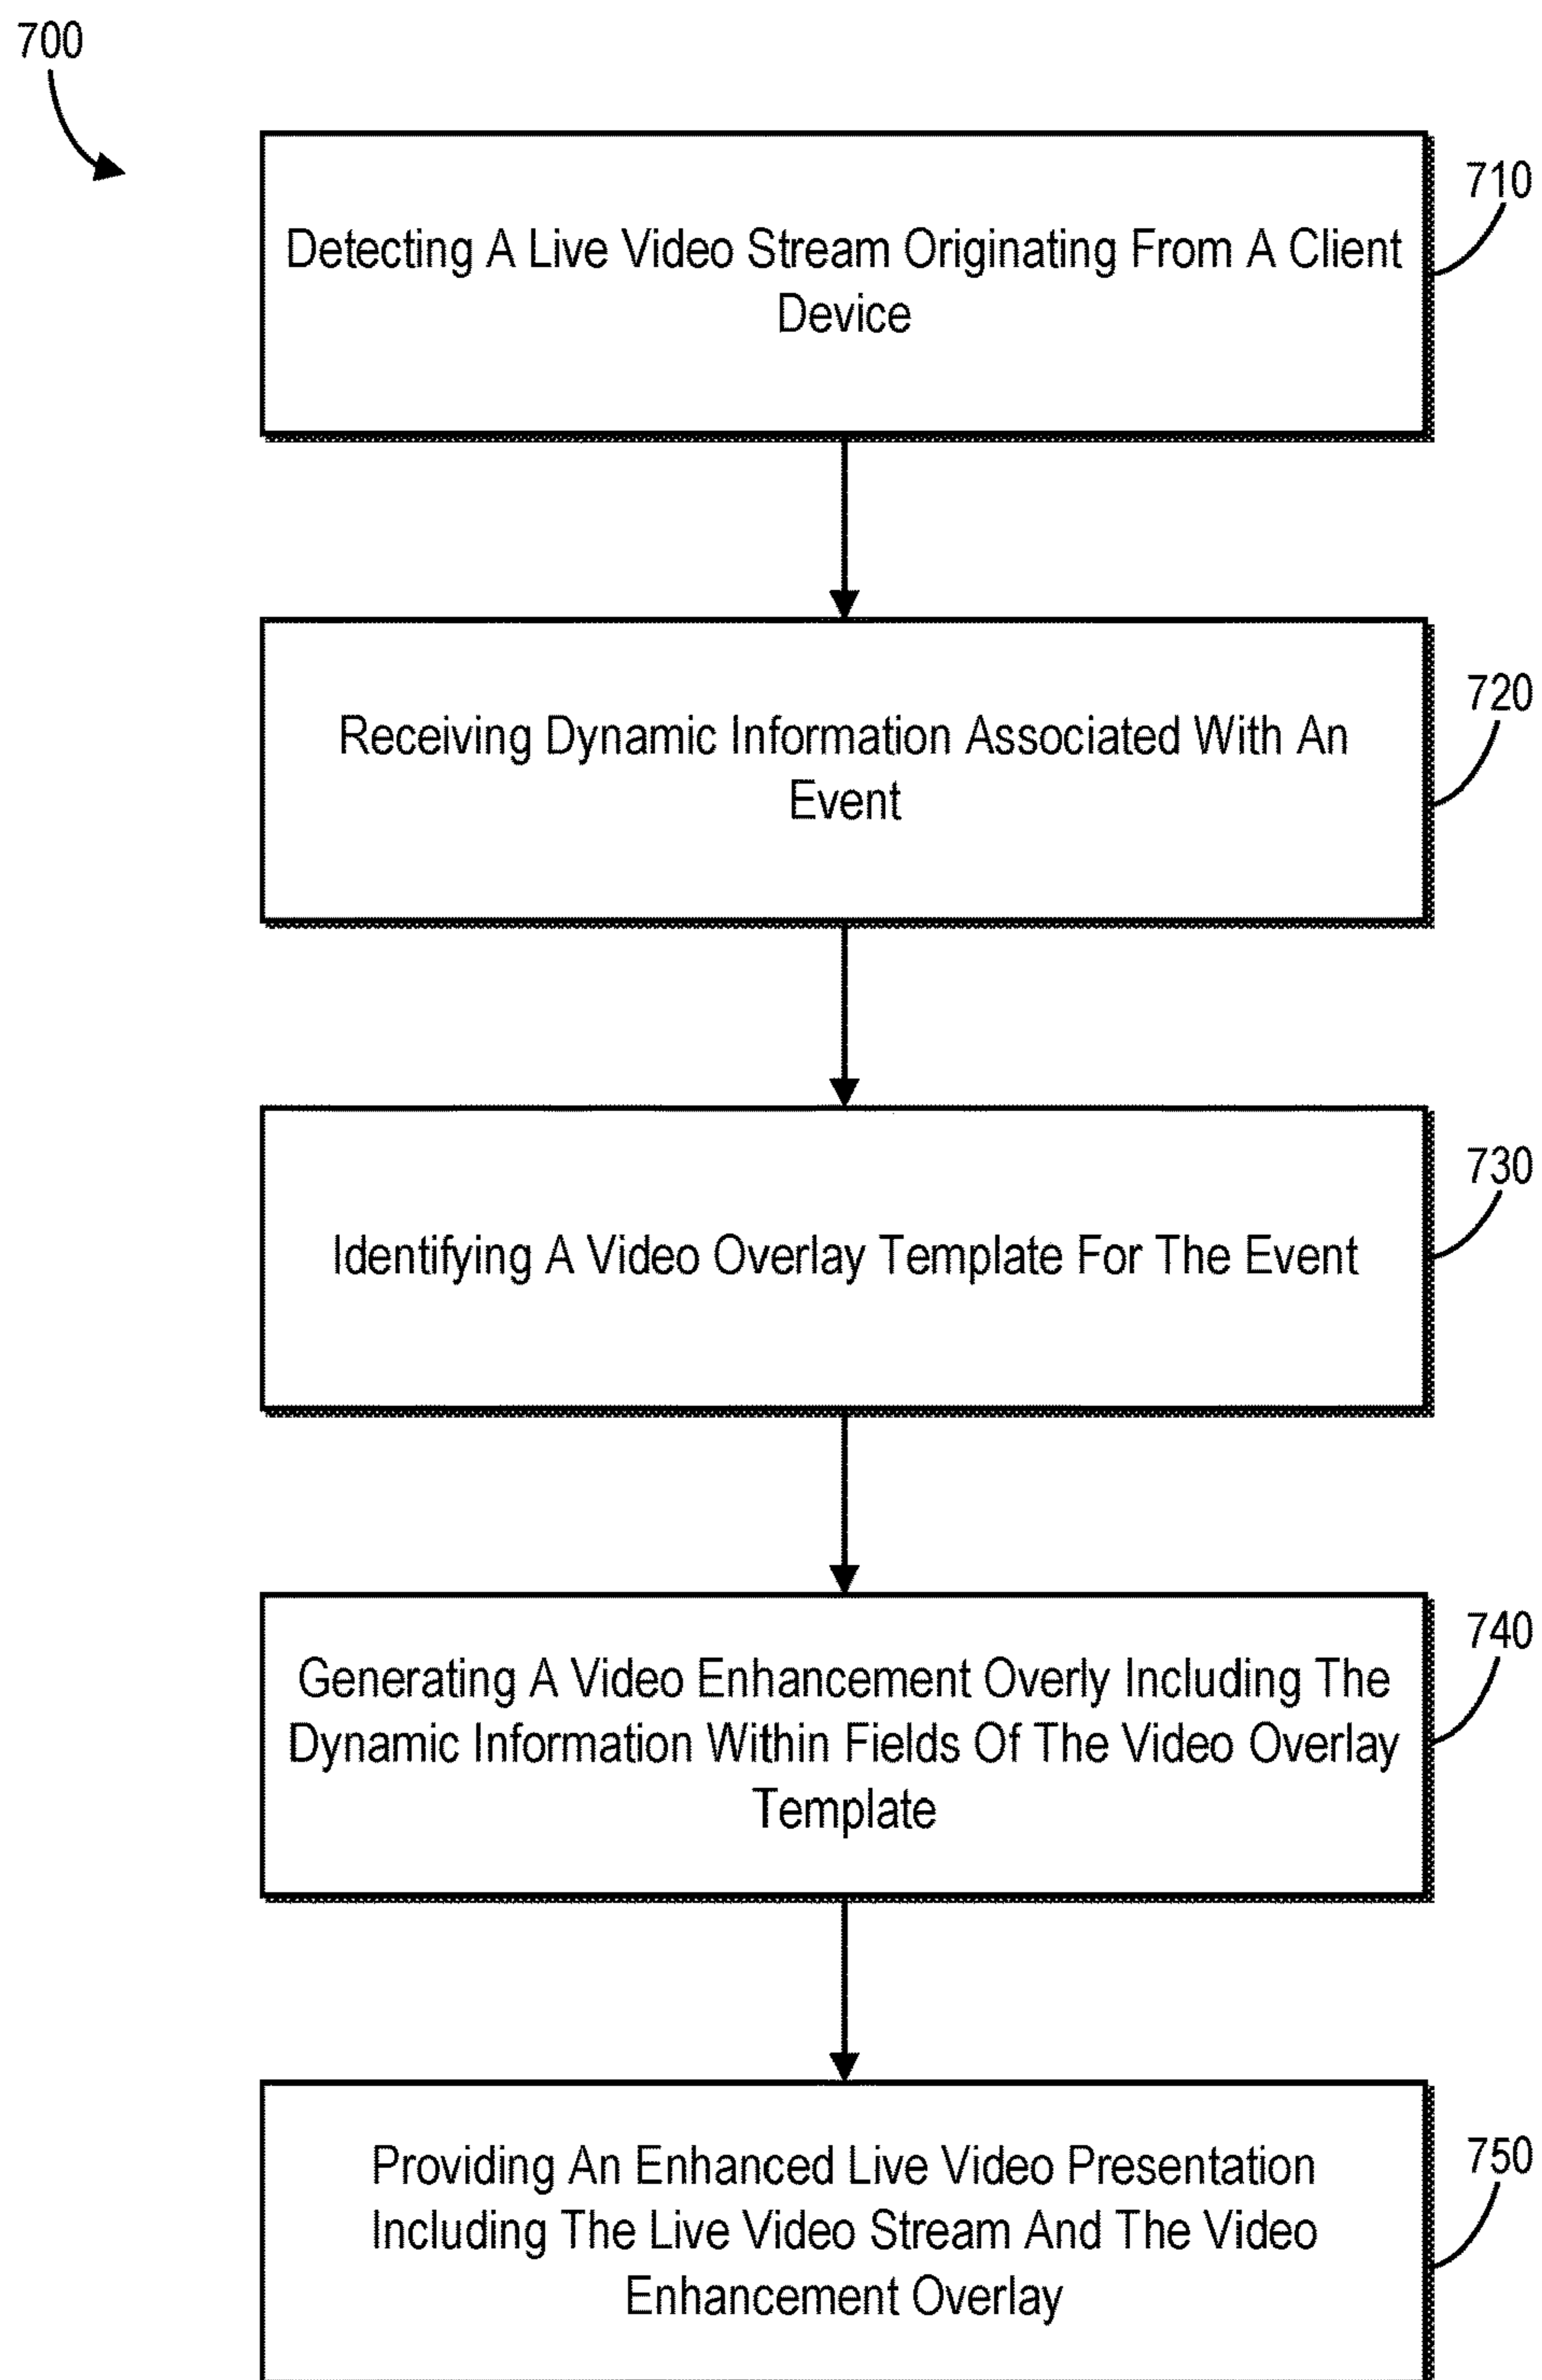 700
710
Detecting A Live Video Stream Originating From A Client
Device
720
Receiving Dynamic Information Associated With An
Event
730
Identifying A Video Overlay Template For The Event
740
Generating A Video Enhancement Overly Including The
Dynamic Information Within Fields Of The Video Overlay
Template
750
Providing An Enhanced Live Video Presentation
Including The Live Video Stream And The Video
Enhancement Overlay